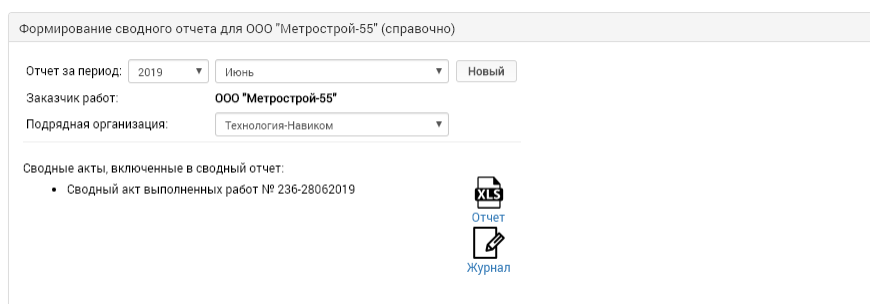 Формирование сводного отчета для ООО "Метрострой-55" (справочно)
Отчет за период: 2019 Июнь Новый
Заказчик работ: ООО "Метрострой-55"
Подрядная организация: Технология-Навиком
Сводные акты, включенные в сводный отчет:
• Сводный акт выполненных работ № 236-28062019
XLS
Отчет
Журнал